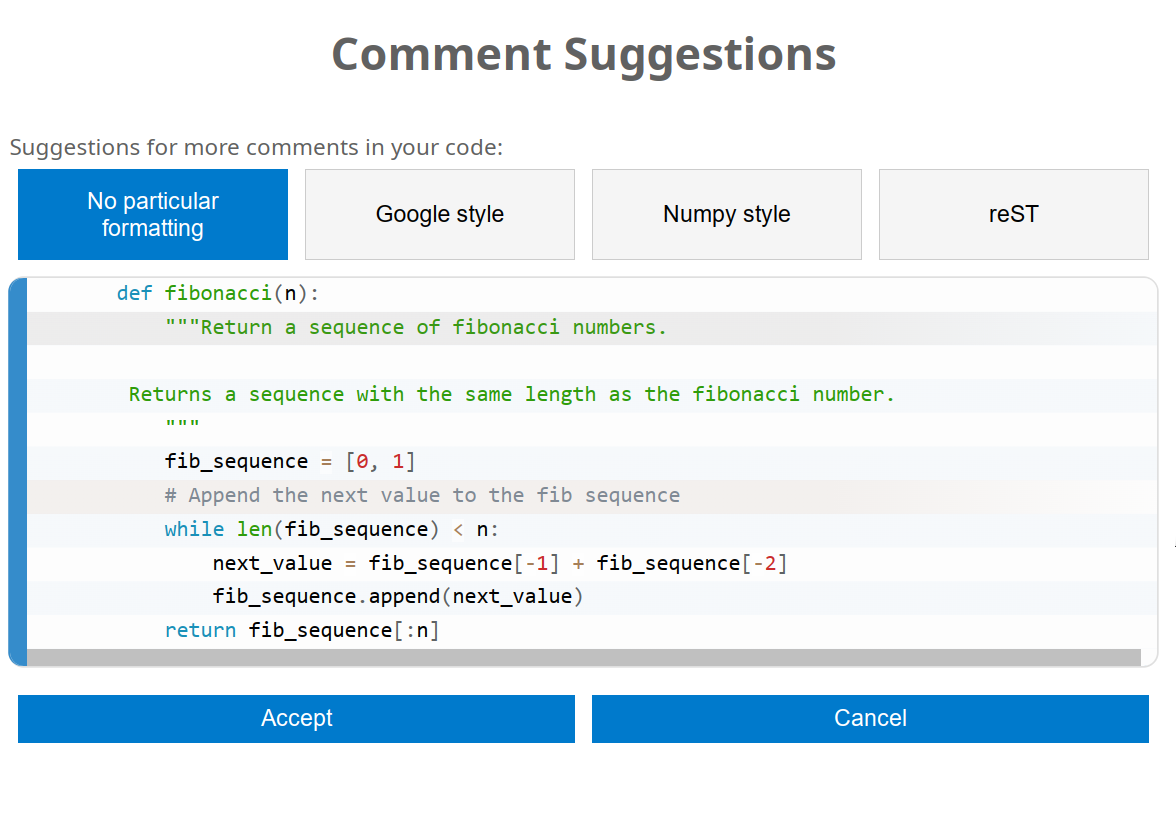 Comment Suggestions
Suggestions for more comments in your code:
No particular
formatting
Google style
Numpy style
reST
def fibonacci(n):
"""Return a sequence of fibonacci numbers.
Returns a sequence with the same length as the fibonacci number.
"""
fib_sequence = [0, 1]
# Append the next value to the fib sequence
while len(fib_sequence) < n:
next_value = fib_sequence[-1] + fib_sequence[-2]
fib_sequence.append(next_value)
return fib_sequence[:n]
Accept
Cancel